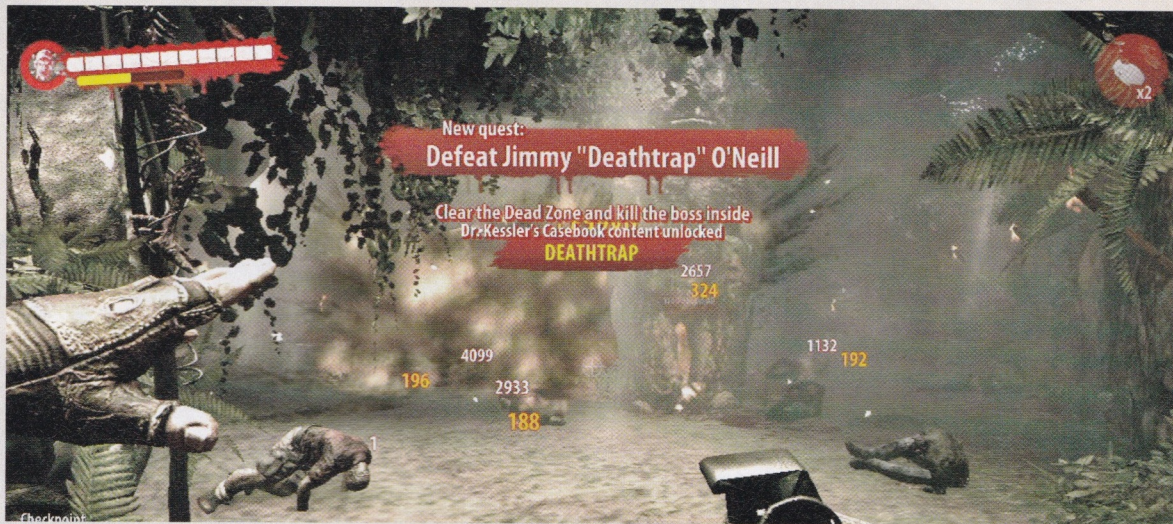 x2
New quest:
Defeat Jimmy "Deathtrap" O'Neill
Clear the Dead Zone and kill the boss inside
Dr. Kessler's Casebook content unlocked
DEATHTRAP
2657
324
4099
1132
192
196
2933
188
1
Checkpoint